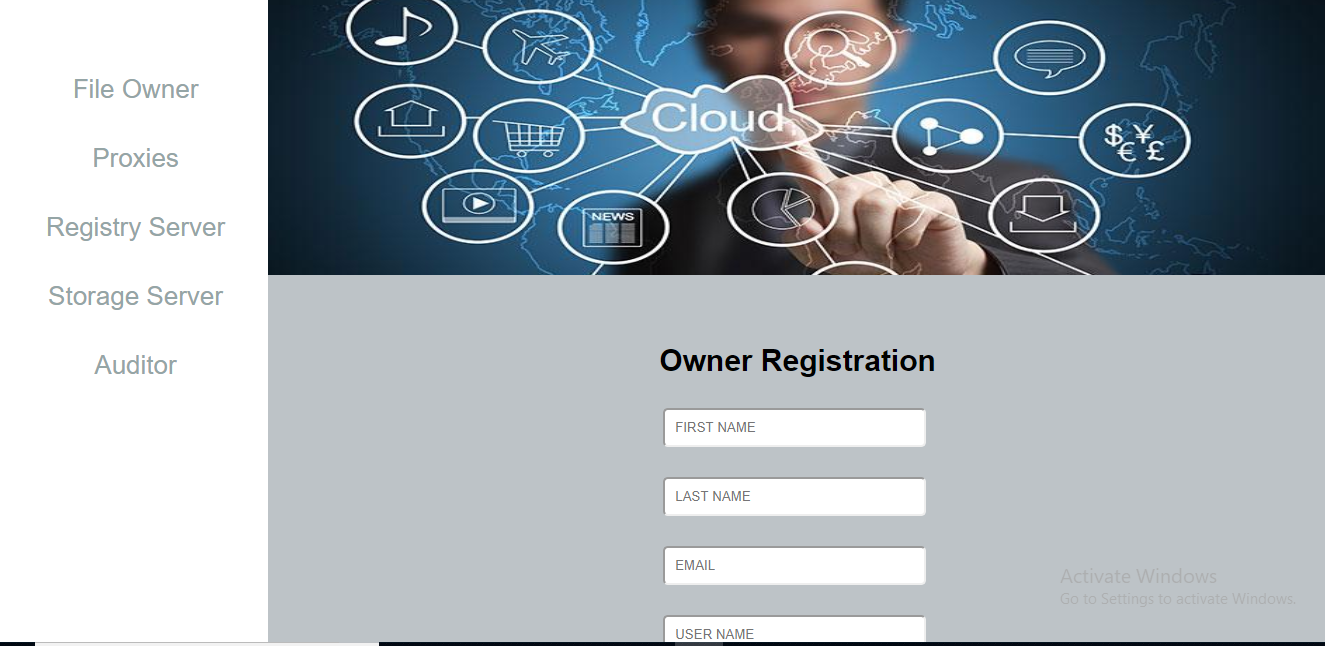 File Owner
Proxies
Registry Server
Storage Server
Auditor
Cloud
$ ¥
€ £
NEWS
Owner Registration
FIRST NAME
LAST NAME
EMAIL
USER NAME
Activate Windows
Go to Settings to activate Windows.